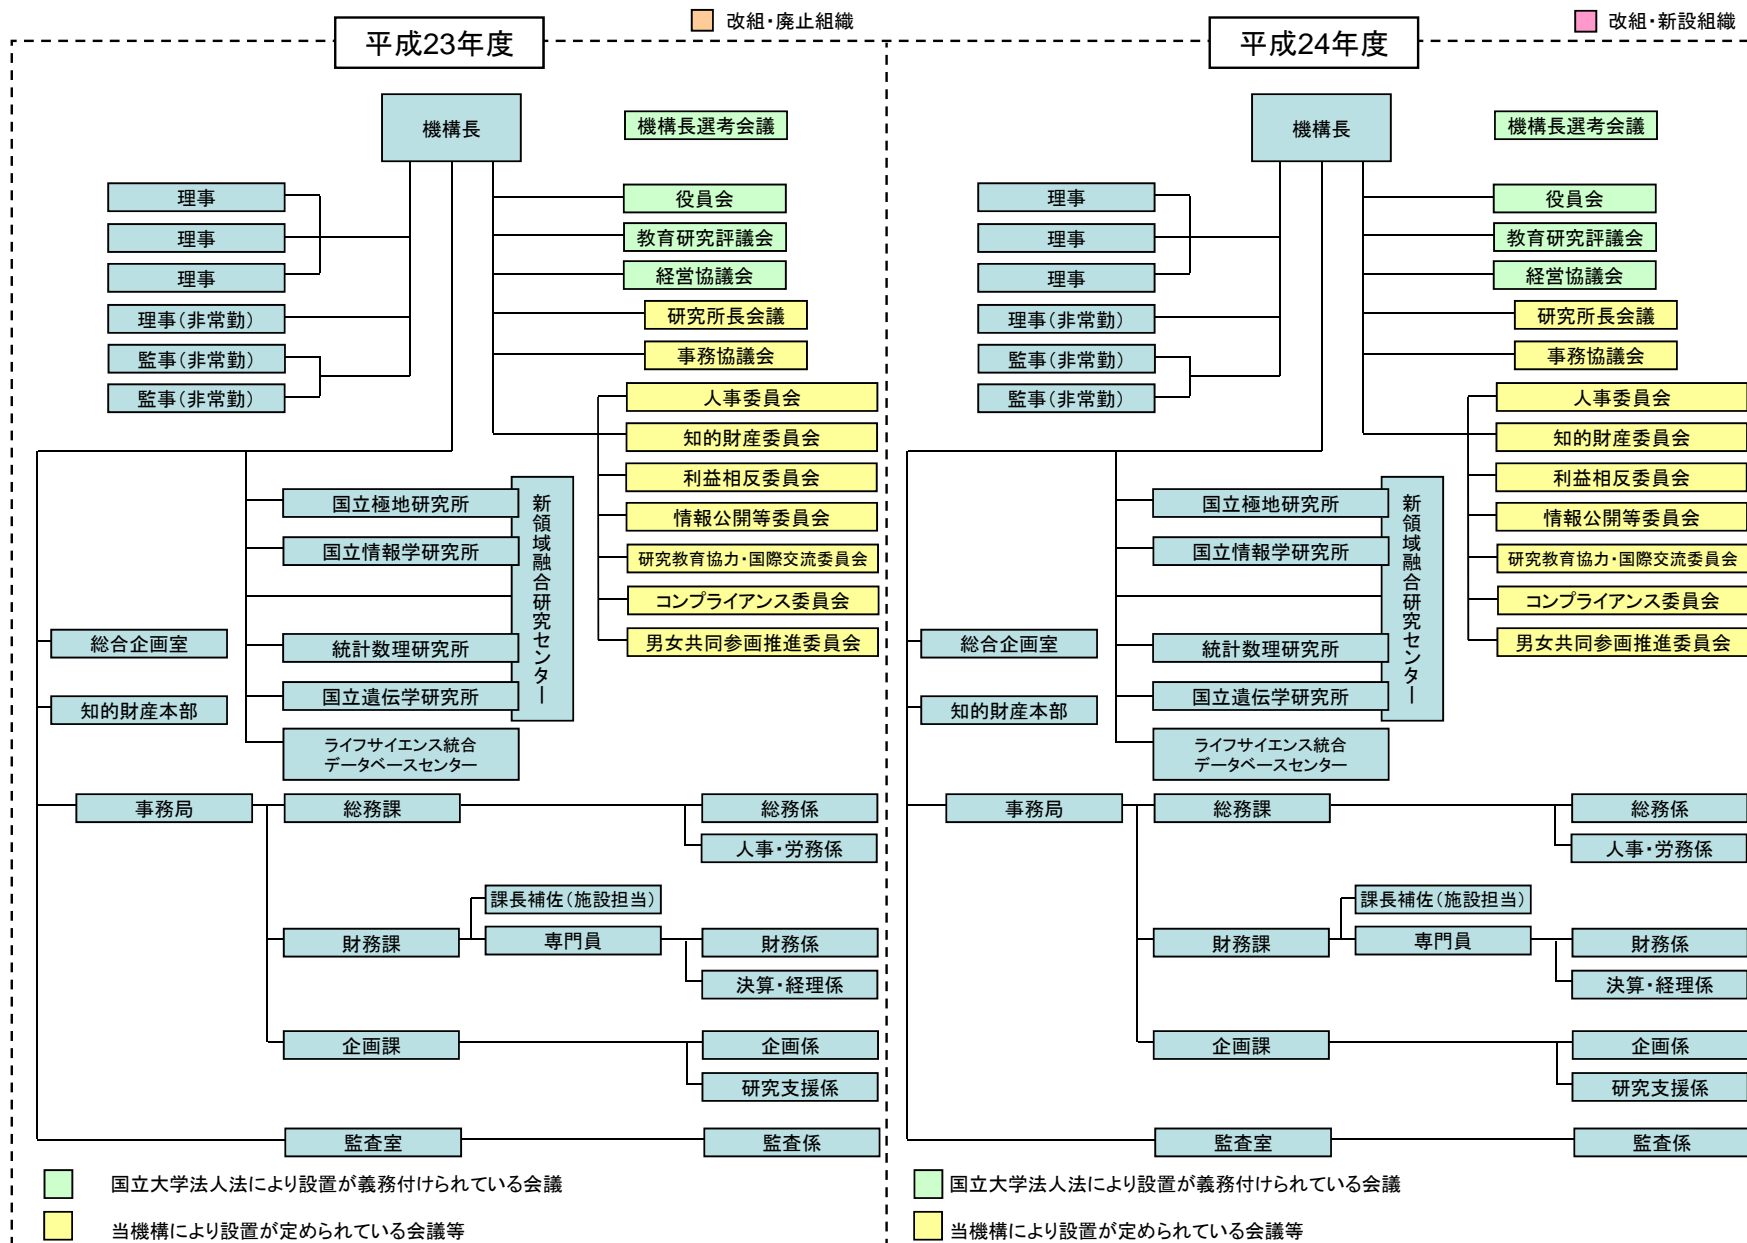 改組・廃止組織
改組・新設組織
平成23年度
機構長
機構長選考会議
理事
理事
理事
理事(非常勤)
監事(非常勤)
監事(非常勤)
役員会
教育研究評議会
経営協議会
研究所長会議
事務協議会
人事委員会
知的財産委員会
利益相反委員会
情報公開等委員会
研究教育協力・国際交流委員会
コンプライアンス委員会
男女共同参画推進委員会
国立極地研究所
国立情報学研究所
統計数理研究所
国立遺伝学研究所
新領域融合研究センター
ライフサイエンス統合
データベースセンター
総合企画室
知的財産本部
事務局
総務課
総務係
人事・労務係
課長補佐(施設担当)
財務課
専門員
財務係
決算・経理係
企画課
企画係
研究支援係
監査室
監査係
国立大学法人法により設置が義務付けられている会議
当機構により設置が定められている会議等
平成24年度
機構長
機構長選考会議
理事
理事
理事
理事(非常勤)
監事(非常勤)
監事(非常勤)
役員会
教育研究評議会
経営協議会
研究所長会議
事務協議会
人事委員会
知的財産委員会
利益相反委員会
情報公開等委員会
研究教育協力・国際交流委員会
コンプライアンス委員会
男女共同参画推進委員会
国立極地研究所
国立情報学研究所
統計数理研究所
国立遺伝学研究所
新領域融合研究センター
ライフサイエンス統合
データベースセンター
総合企画室
知的財産本部
事務局
総務課
総務係
人事・労務係
課長補佐(施設担当)
財務課
専門員
財務係
決算・経理係
企画課
企画係
研究支援係
監査室
監査係
国立大学法人法により設置が義務付けられている会議
当機構により設置が定められている会議等